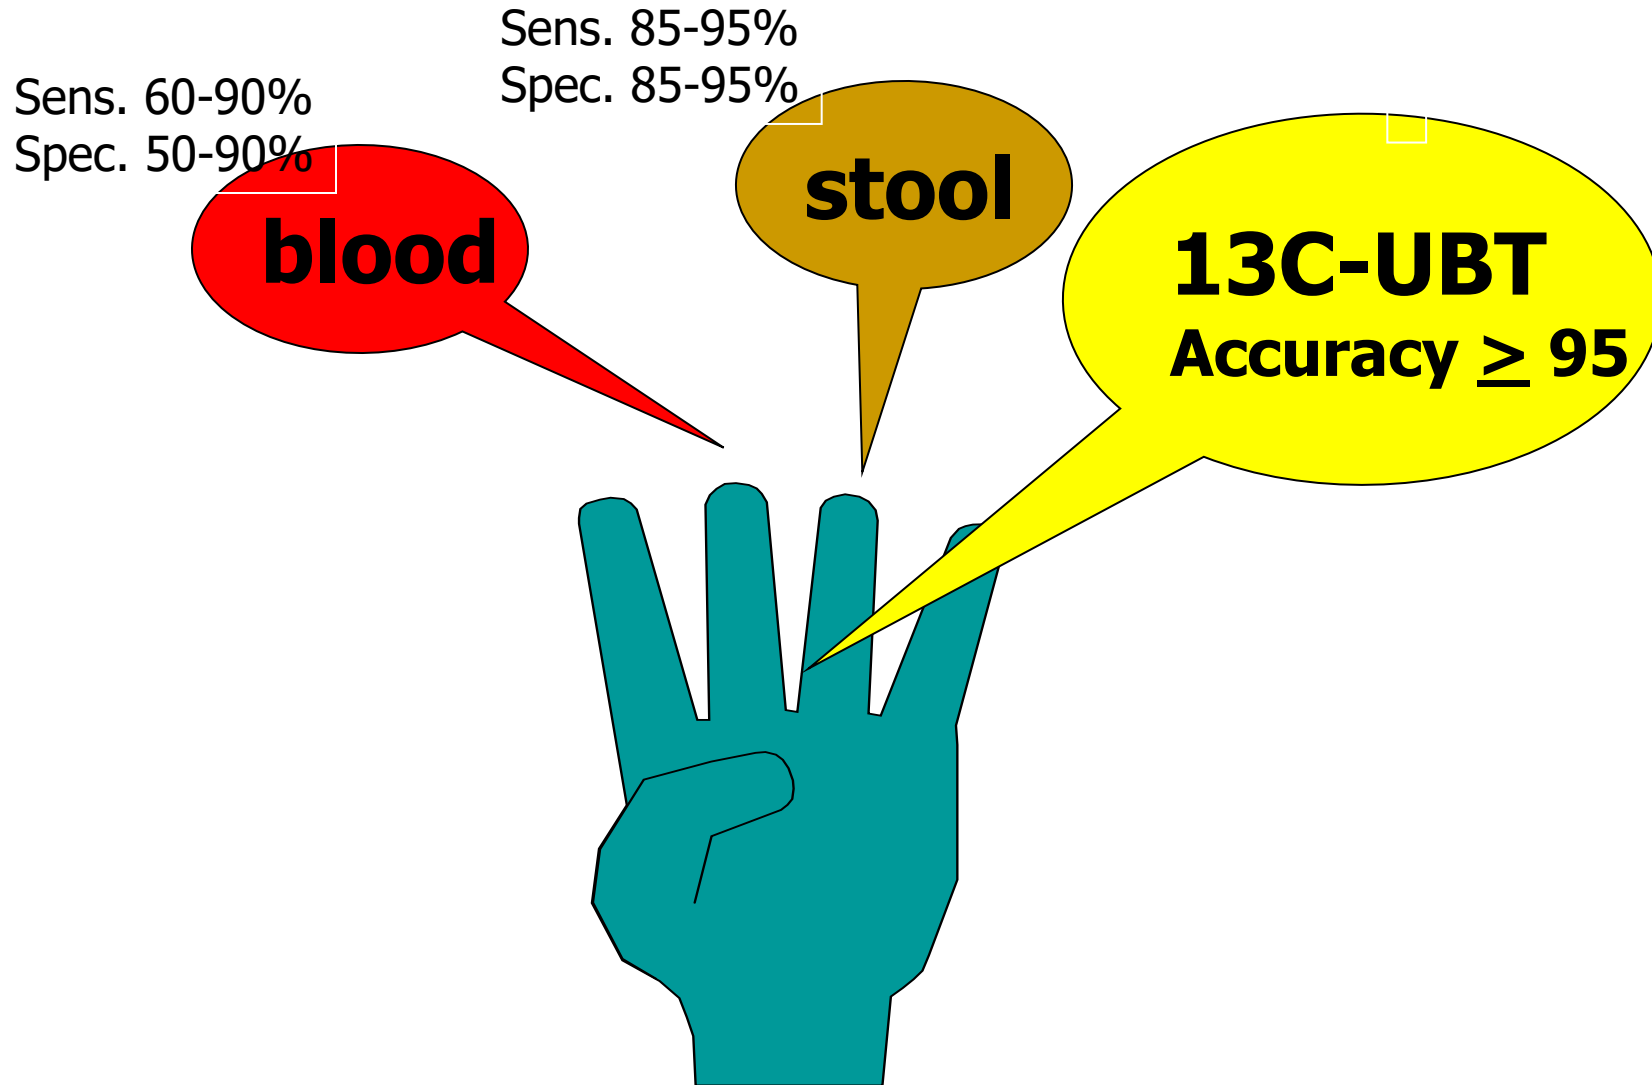 Sens. 85-95%
Spec. 85-95%
Sens. 60-90%
Spec. 50-90%
blood
stool
13C-UBT
Accuracy > 95